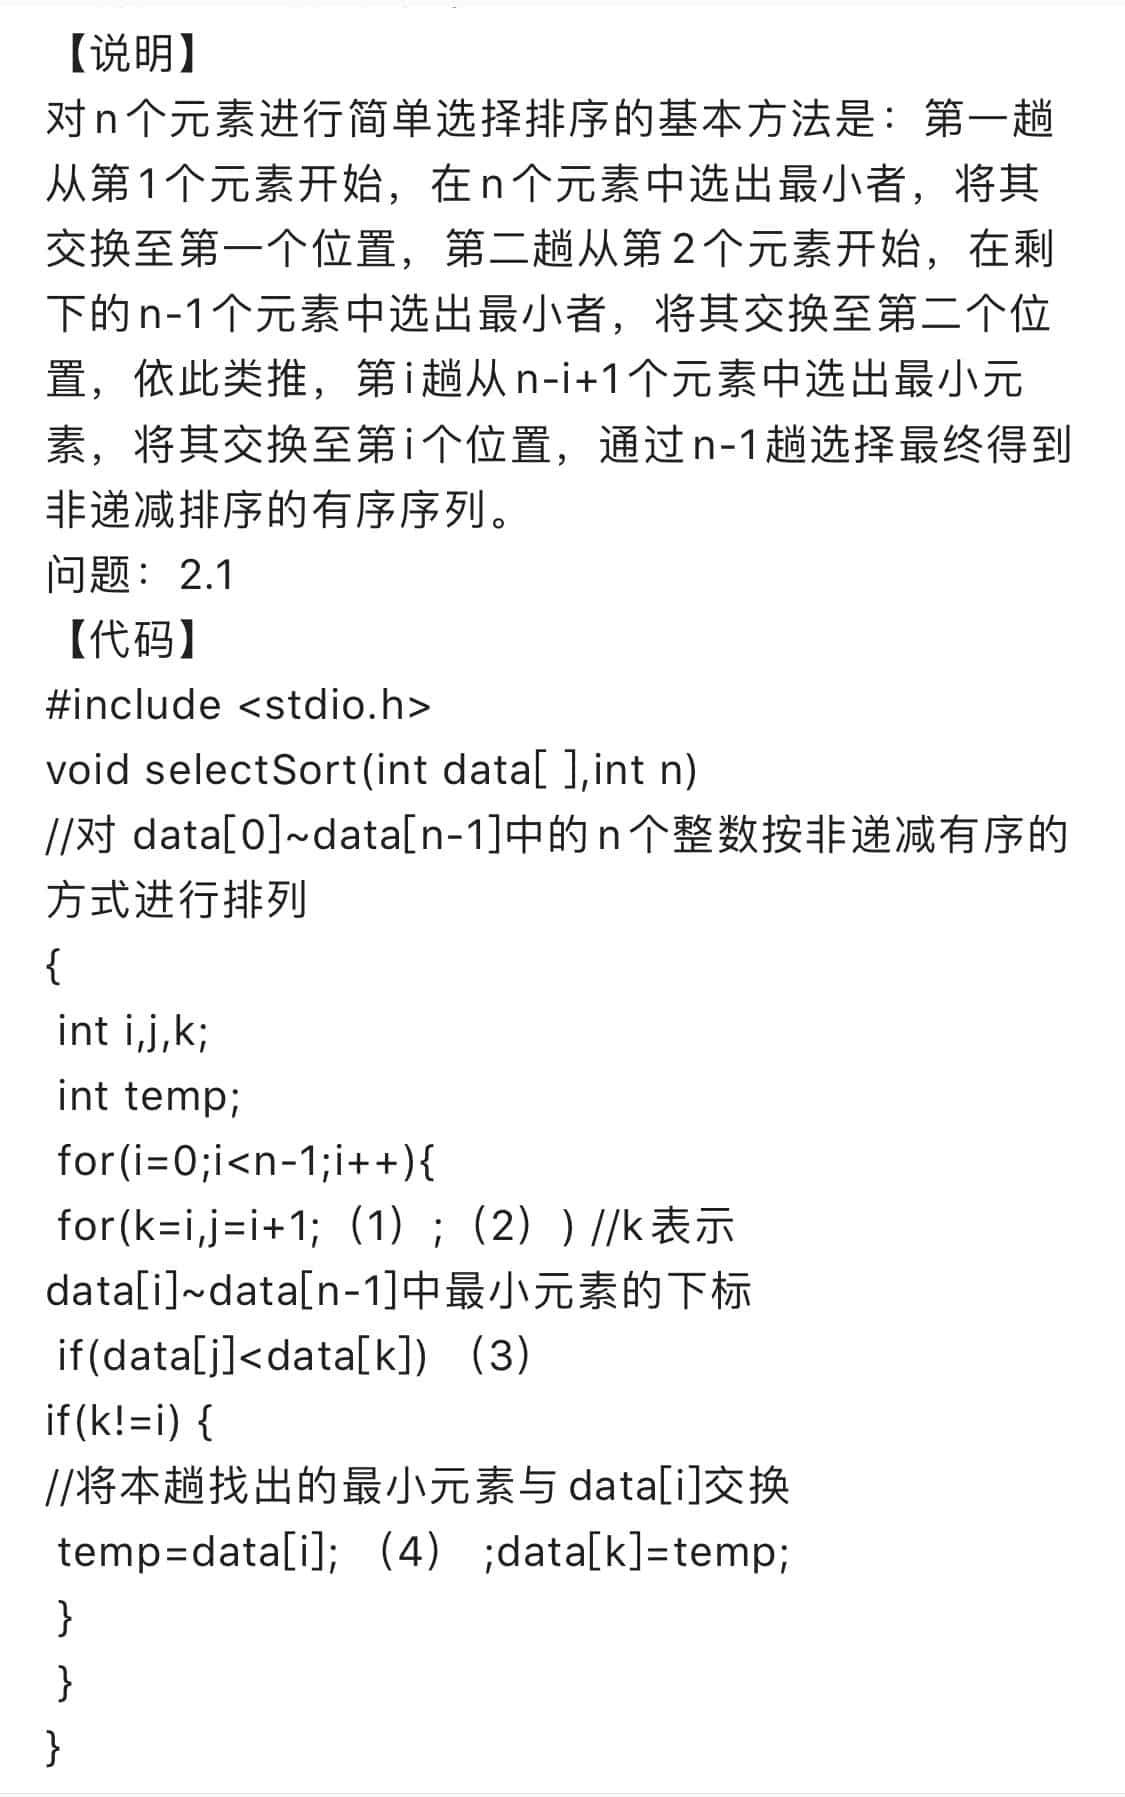 【说明】
对n个元素进行简单选择排序的基本方法是：第一趟
从第1个元素开始，在n个元素中选出最小者，将其
交换至第一个位置，第二趟从第2个元素开始，在剩
下的n-1个元素中选出最小者，将其交换至第二个位
置，依此类推，第i趟从n-i+1个元素中选出最小元
素，将其交换至第i个位置，通过n-1趟选择最终得到
非递减排序的有序序列。
问题：2.1
【代码】
#include <stdio.h>
void selectSort(int data[ ],int n)
//对 data[0]~data[n-1]中的n个整数按非递减有序的
方式进行排列
{
int i,j,k;
int temp;
for(i=0;i<n-1;i++){
for(k=i,j=i+1;（1）;（2）) //k表示
data[i]~data[n-1]中最小元素的下标
if(data[j]<data[k]) （3）
if(k!=i) {
//将本趟找出的最小元素与data[i]交换
temp=data[i]; （4） ;data[k]=temp;
}
}
}